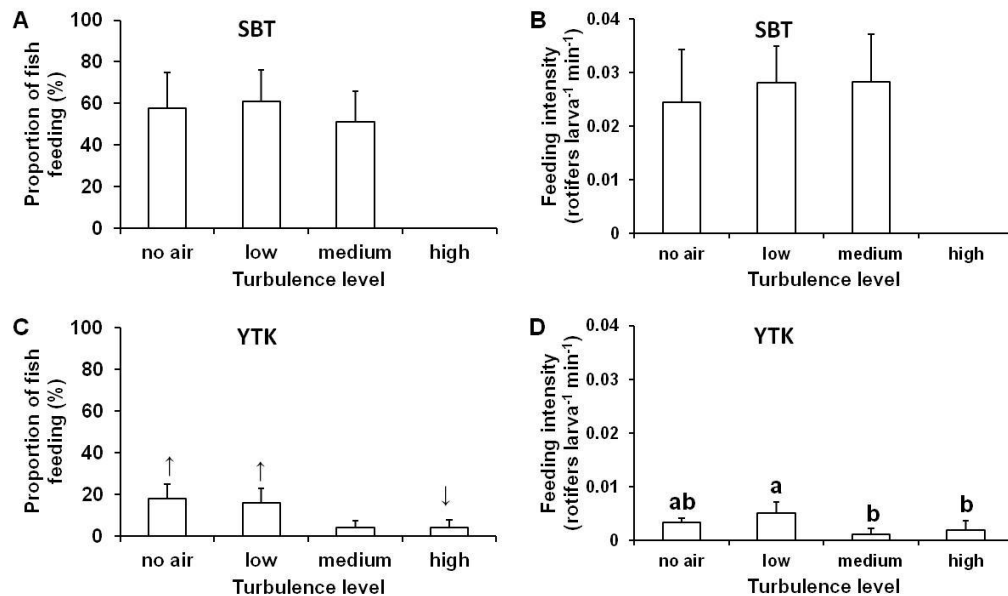 A
SBT
Proportion of fish
feeding (%)
100
80
60
40
20
0
no air low medium high
Turbulence level
B
SBT
Feeding intensity
(rotifers larva⁻¹ min⁻¹)
0.04
0.03
0.02
0.01
0
no air low medium high
Turbulence level
C
YTK
Proportion of fish
feeding (%)
100
80
60
40
20
0
↑ ↑ ↓
no air low medium high
Turbulence level
D
YTK
Feeding intensity
(rotifers larva⁻¹ min⁻¹)
0.04
0.03
0.02
0.01
0
ab a b b
no air low medium high
Turbulence level